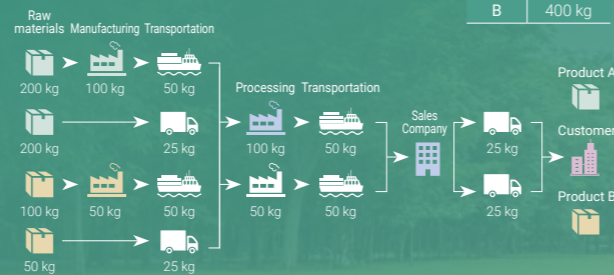 B 400 kg
Raw
materials Manufacturing Transportation
200 kg 100 kg 50 kg
Processing Transportation
200 kg 25 kg
100 kg 50 kg
Sales
Company
25 kg
100 kg 50 kg 50 kg
50 kg 50 kg
25 kg
50 kg 25 kg
Product A
Customer
Product B